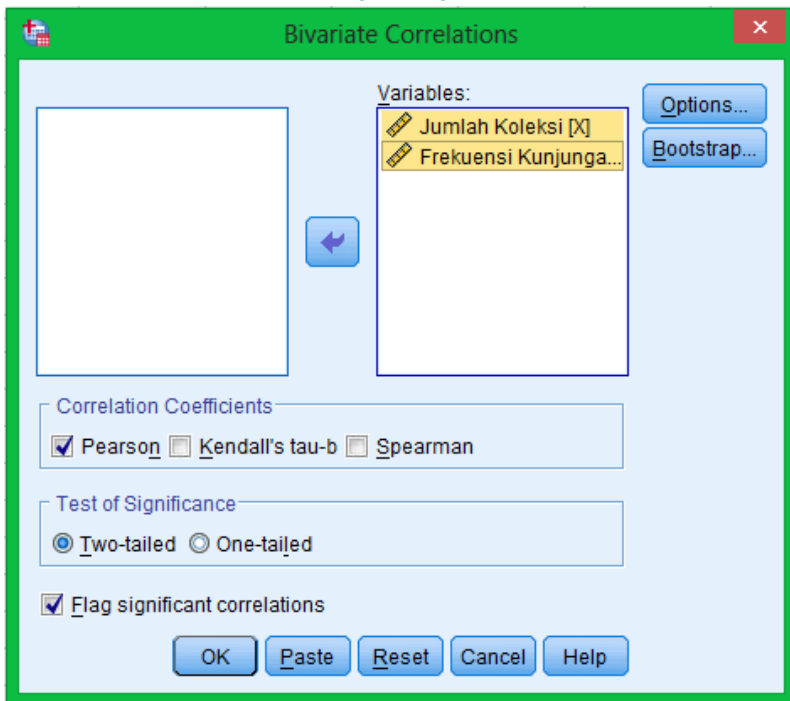 Bivariate Correlations
Variables:
Jumlah Koleksi [X]
Frekuensi Kunjunga...
Options...
Bootstrap...
Correlation Coefficients
Pearson Kendall's tau-b Spearman
Test of Significance
Two-tailed One-tailed
Flag significant correlations
OK Paste Reset Cancel Help